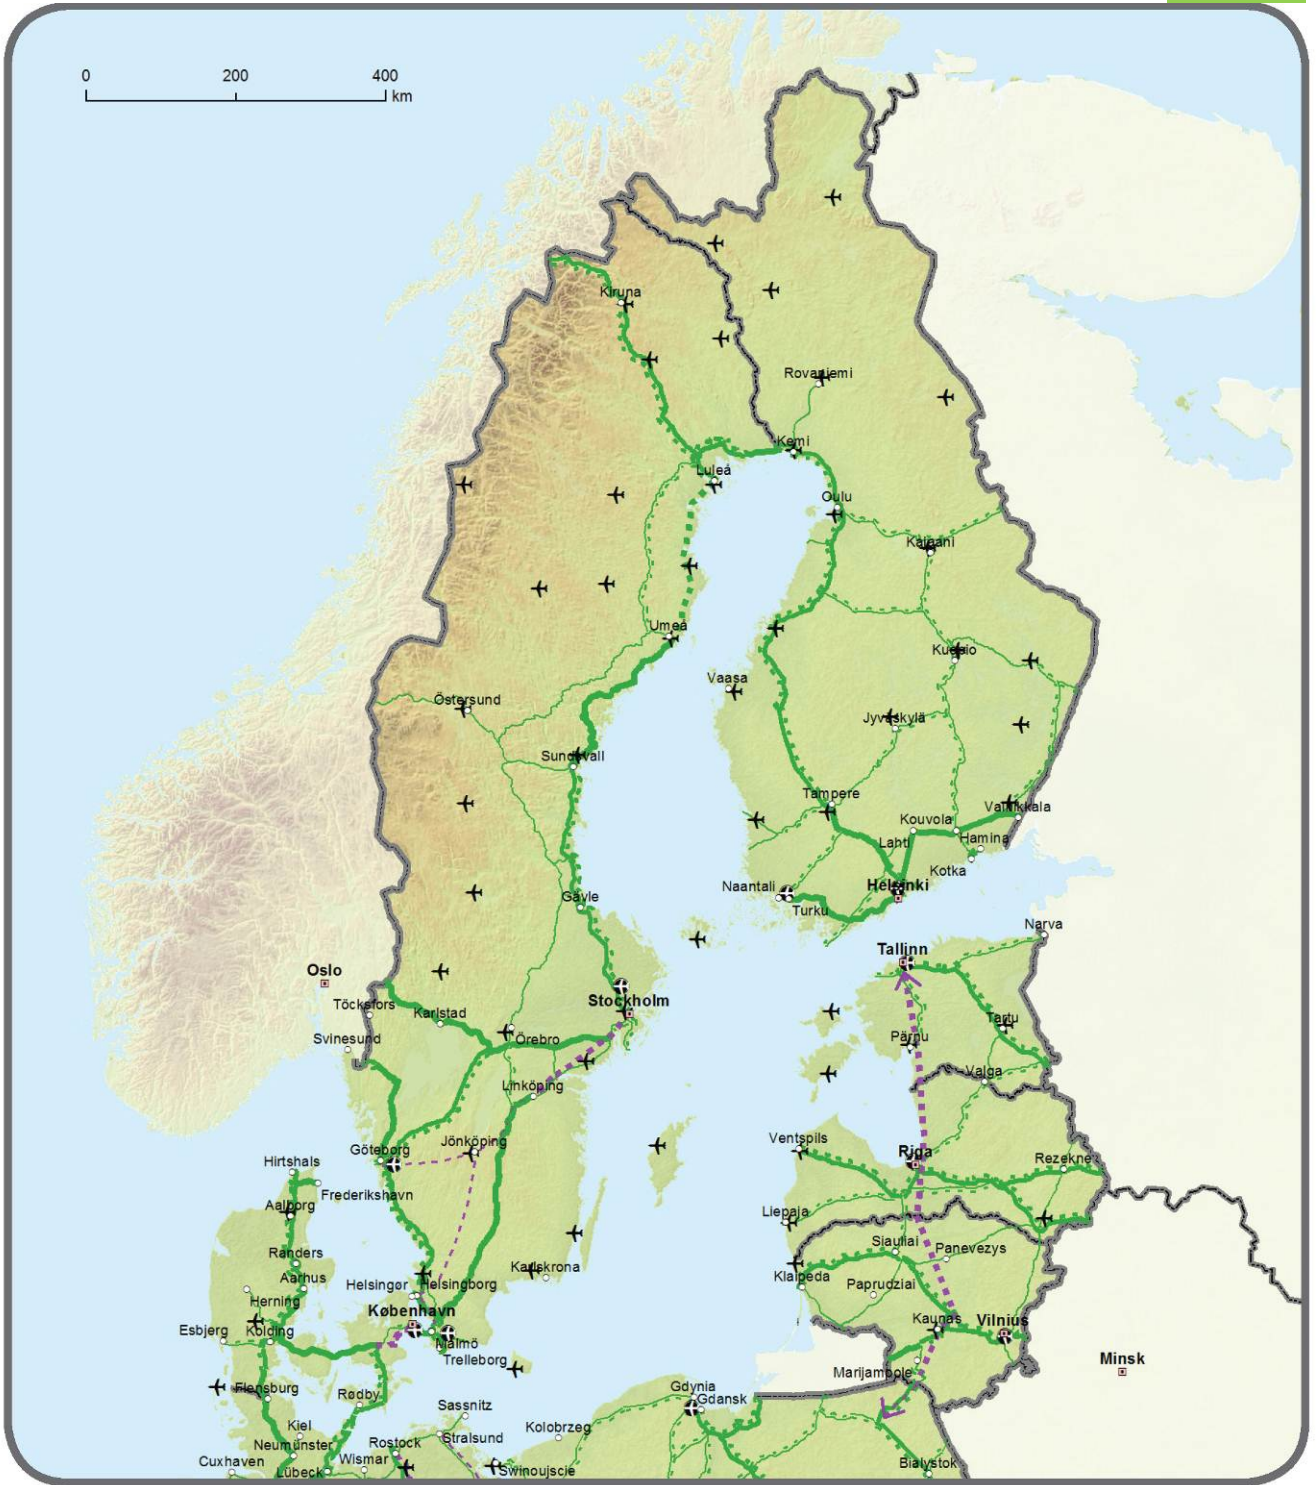 0 200 400
km
Kiruna
Rovaniemi
Kemi
Luleå
Oulu
Kajaani
Umeå
Kuopio
Vaasa
Östersund
Jyväskylä
Sundsvall
Tampere
Vainikkala
Kouvola
Hamina
Lahti
Kotka
Naantali
Helsinki
Gävle
Turku
Narva
Tallinn
Oslo
Stockholm
Töcksfors
Karlstad
Tartu
Svinesund
Örebro
Pärnu
Valga
Linköping
Ventspils
Jönköping
Göteborg
Riga
Rezekne
Hirtshals
Frederikshavn
Aalborg
Liepaja
Siauliai
Panevezys
Randers
Karlskrona
Aarhus
Helsingør
Helsingborg
Klaipeda
Paprudziai
Herning
København
Kaunas
Vilnius
Esbjerg
Kolding
Malmö
Trelleborg
Minsk
Marijampole
Flensburg
Rødby
Gdynia
Gdansk
Sassnitz
Kiel
Kolobrzeg
Neumünster
Rostock
Stralsund
Cuxhaven
Wismar
Lübeck
Swinoujscie
Bialystok